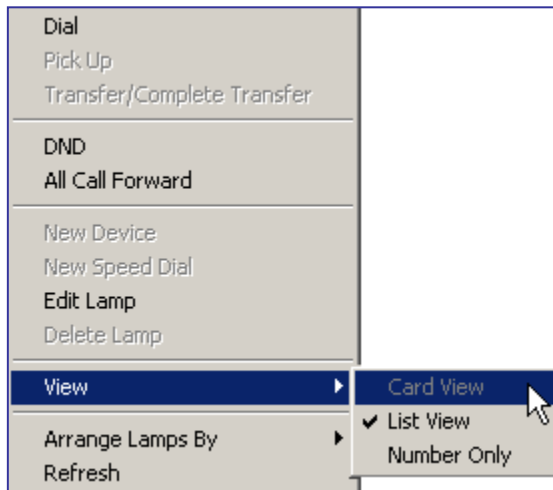 Dial
Pick Up
Transfer/Complete Transfer
DND
All Call Forward
New Device
New Speed Dial
Edit Lamp
Delete Lamp
View
Card View
List View
Number Only
Arrange Lamps By
Refresh